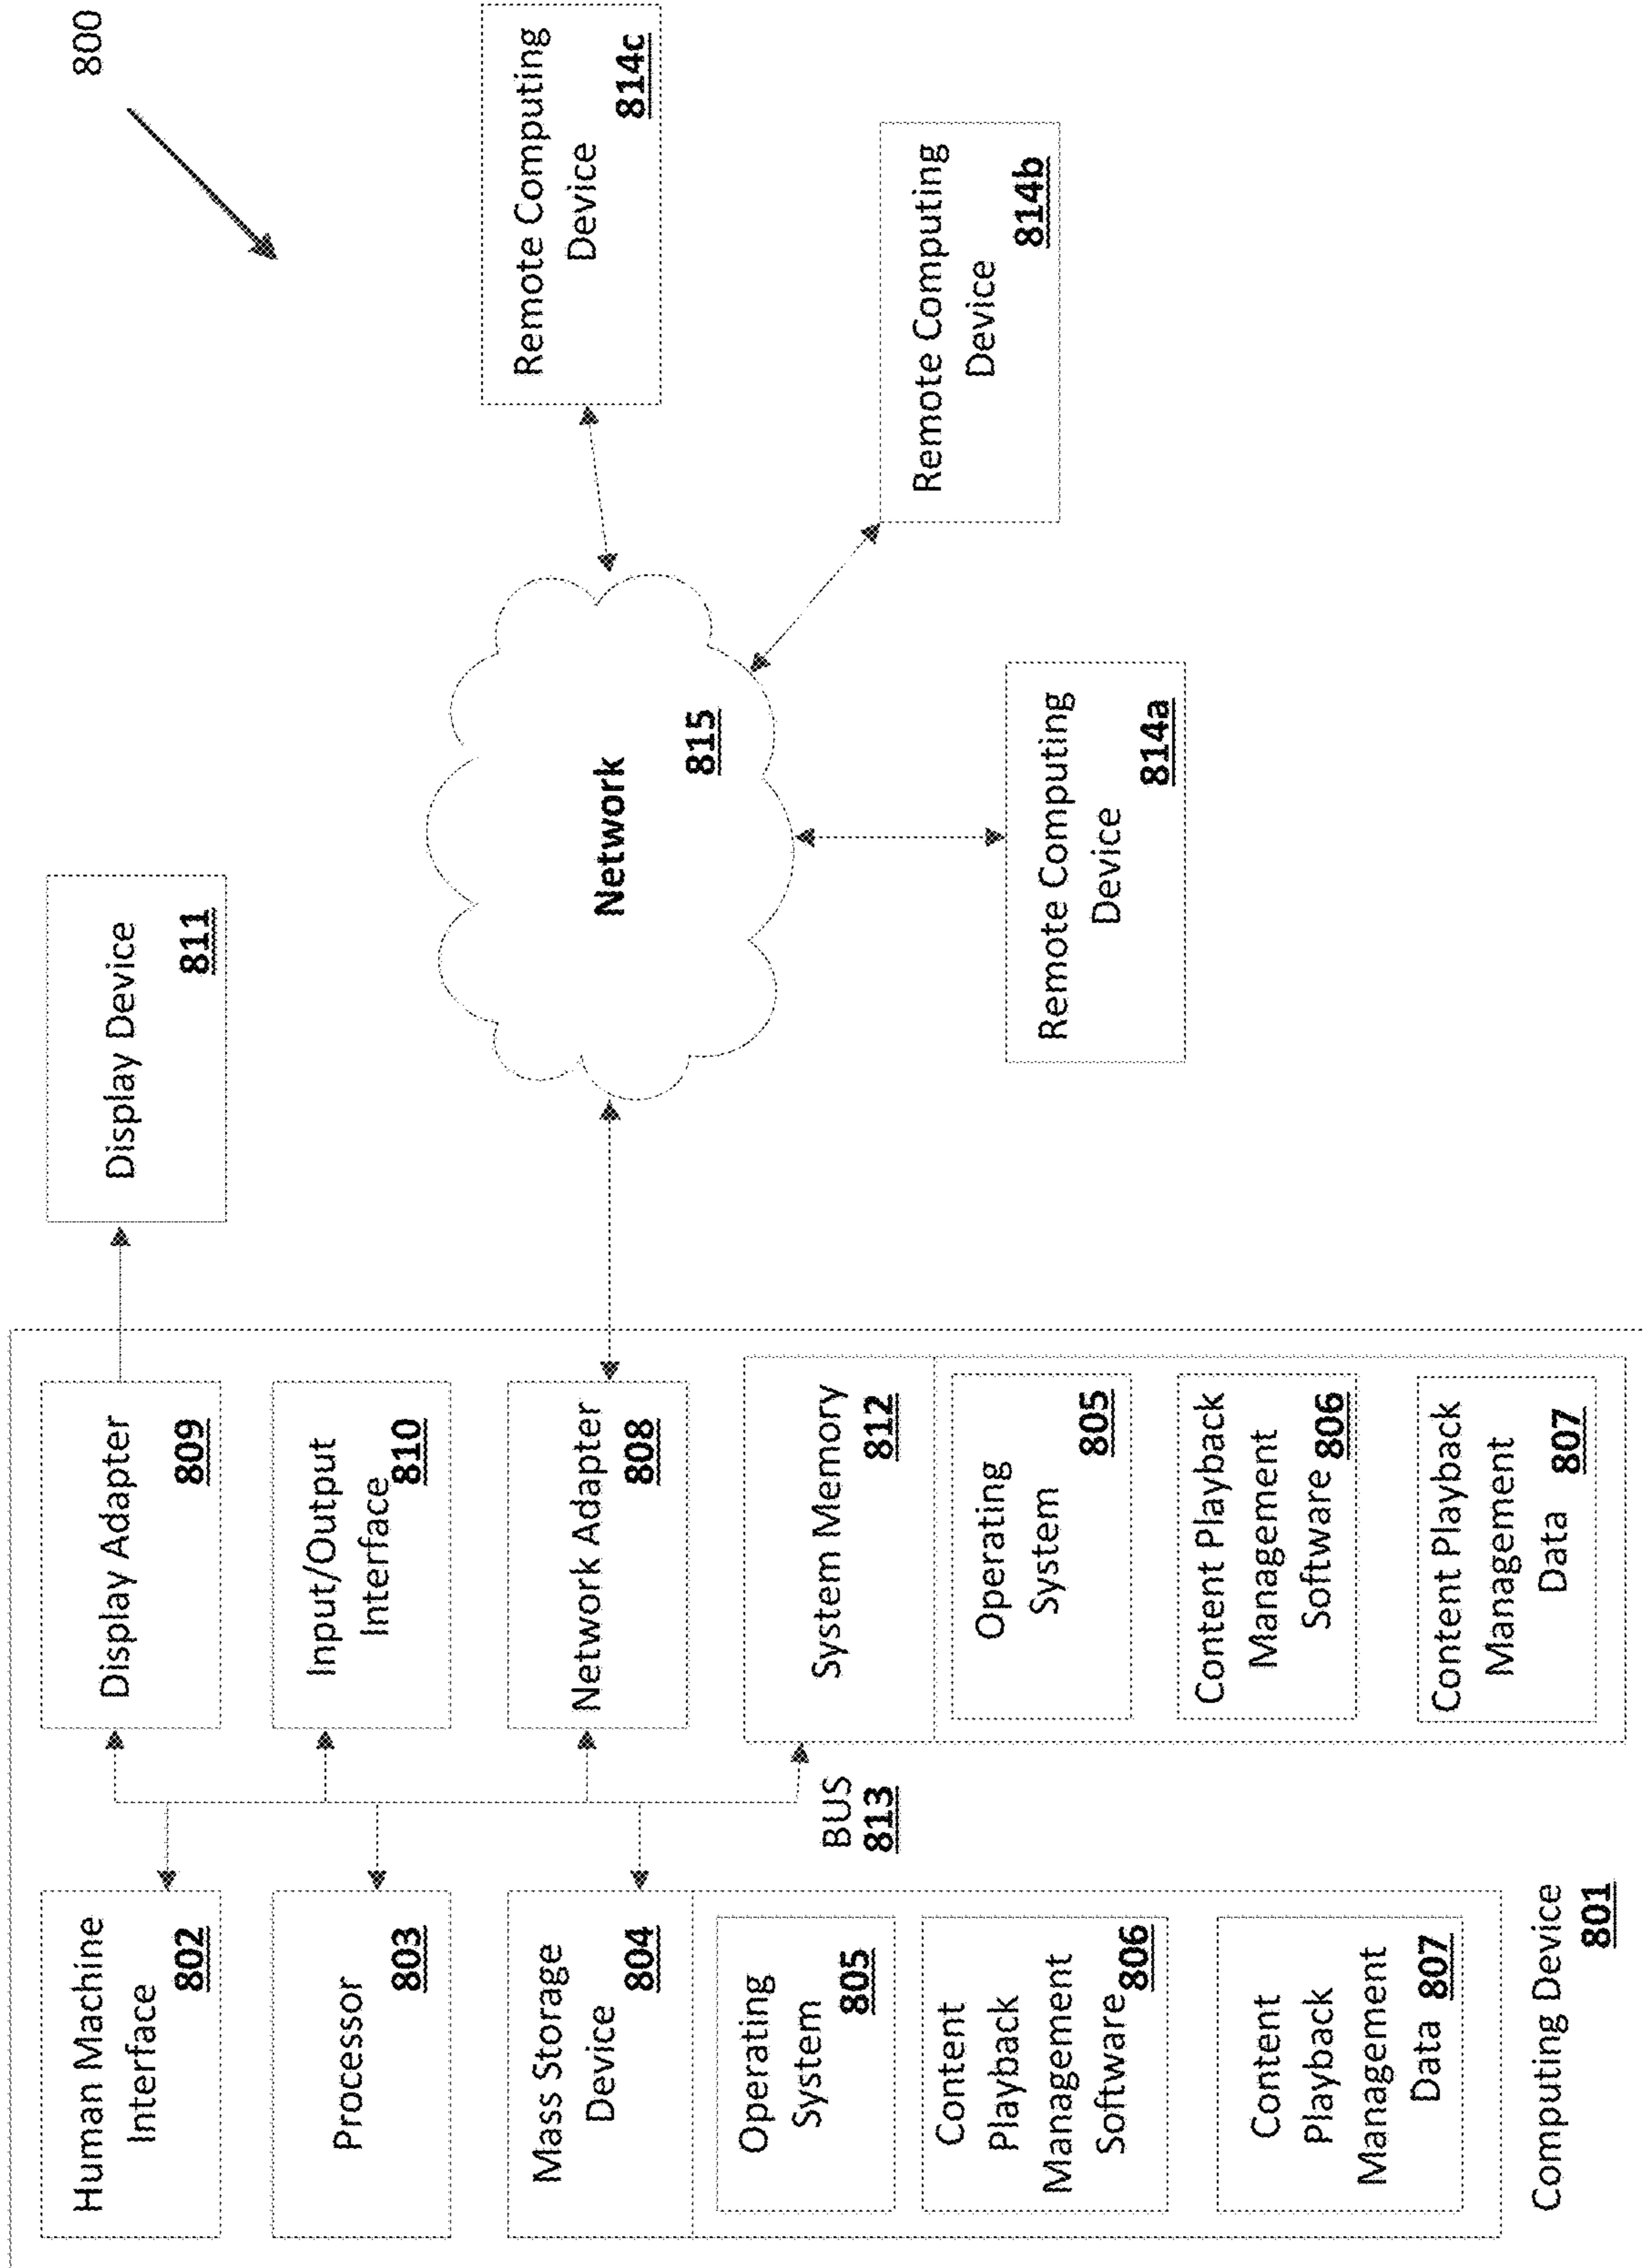 800
Human Machine
Interface
802
Processor
803
Mass Storage
Device
804
Operating
System
805
Content
Playback
Management
Software 806
Content
Playback
Management
Data 807
Computing Device
801
BUS
813
Display Adapter
809
Input/Output
Interface
810
Network Adapter
808
System Memory
812
Operating
System
805
Content Playback
Management
Software 806
Content Playback
Management
Data 807
Display Device
811
Network
815
Remote Computing
Device
814a
Remote Computing
Device
814b
Remote Computing
Device
814c